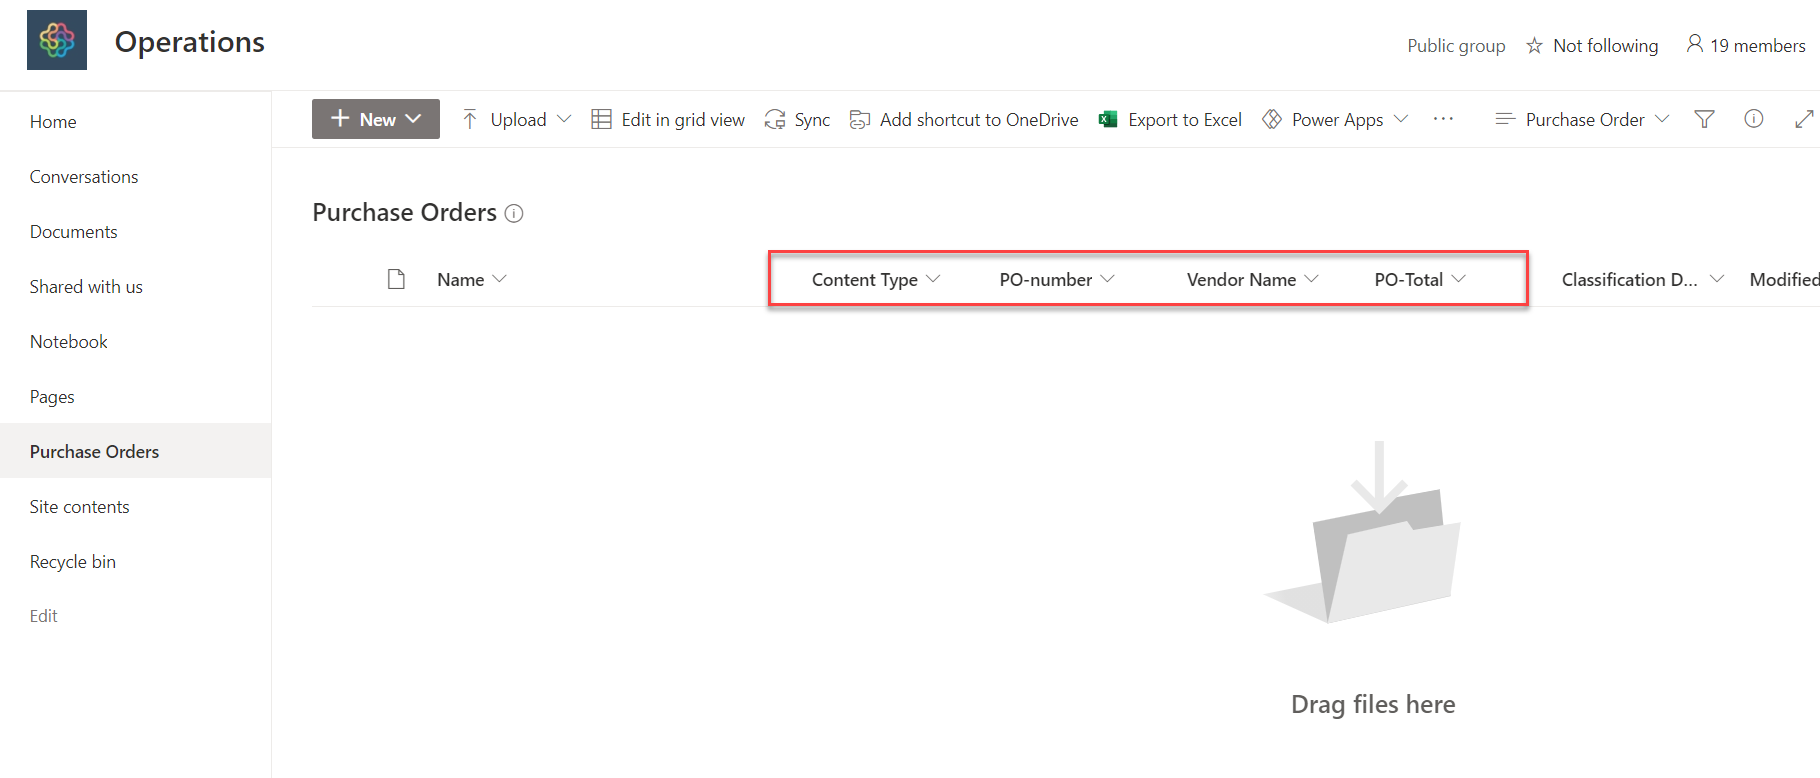 Operations
Public group Not following 19 members
Home
Conversations
Documents
Shared with us
Notebook
Pages
Purchase Orders
Site contents
Recycle bin
Edit
New Upload Edit in grid view Sync Add shortcut to OneDrive Export to Excel Power Apps ... Purchase Order
Purchase Orders
Name Content Type PO-number Vendor Name PO-Total Classification D... Modified
Drag files here